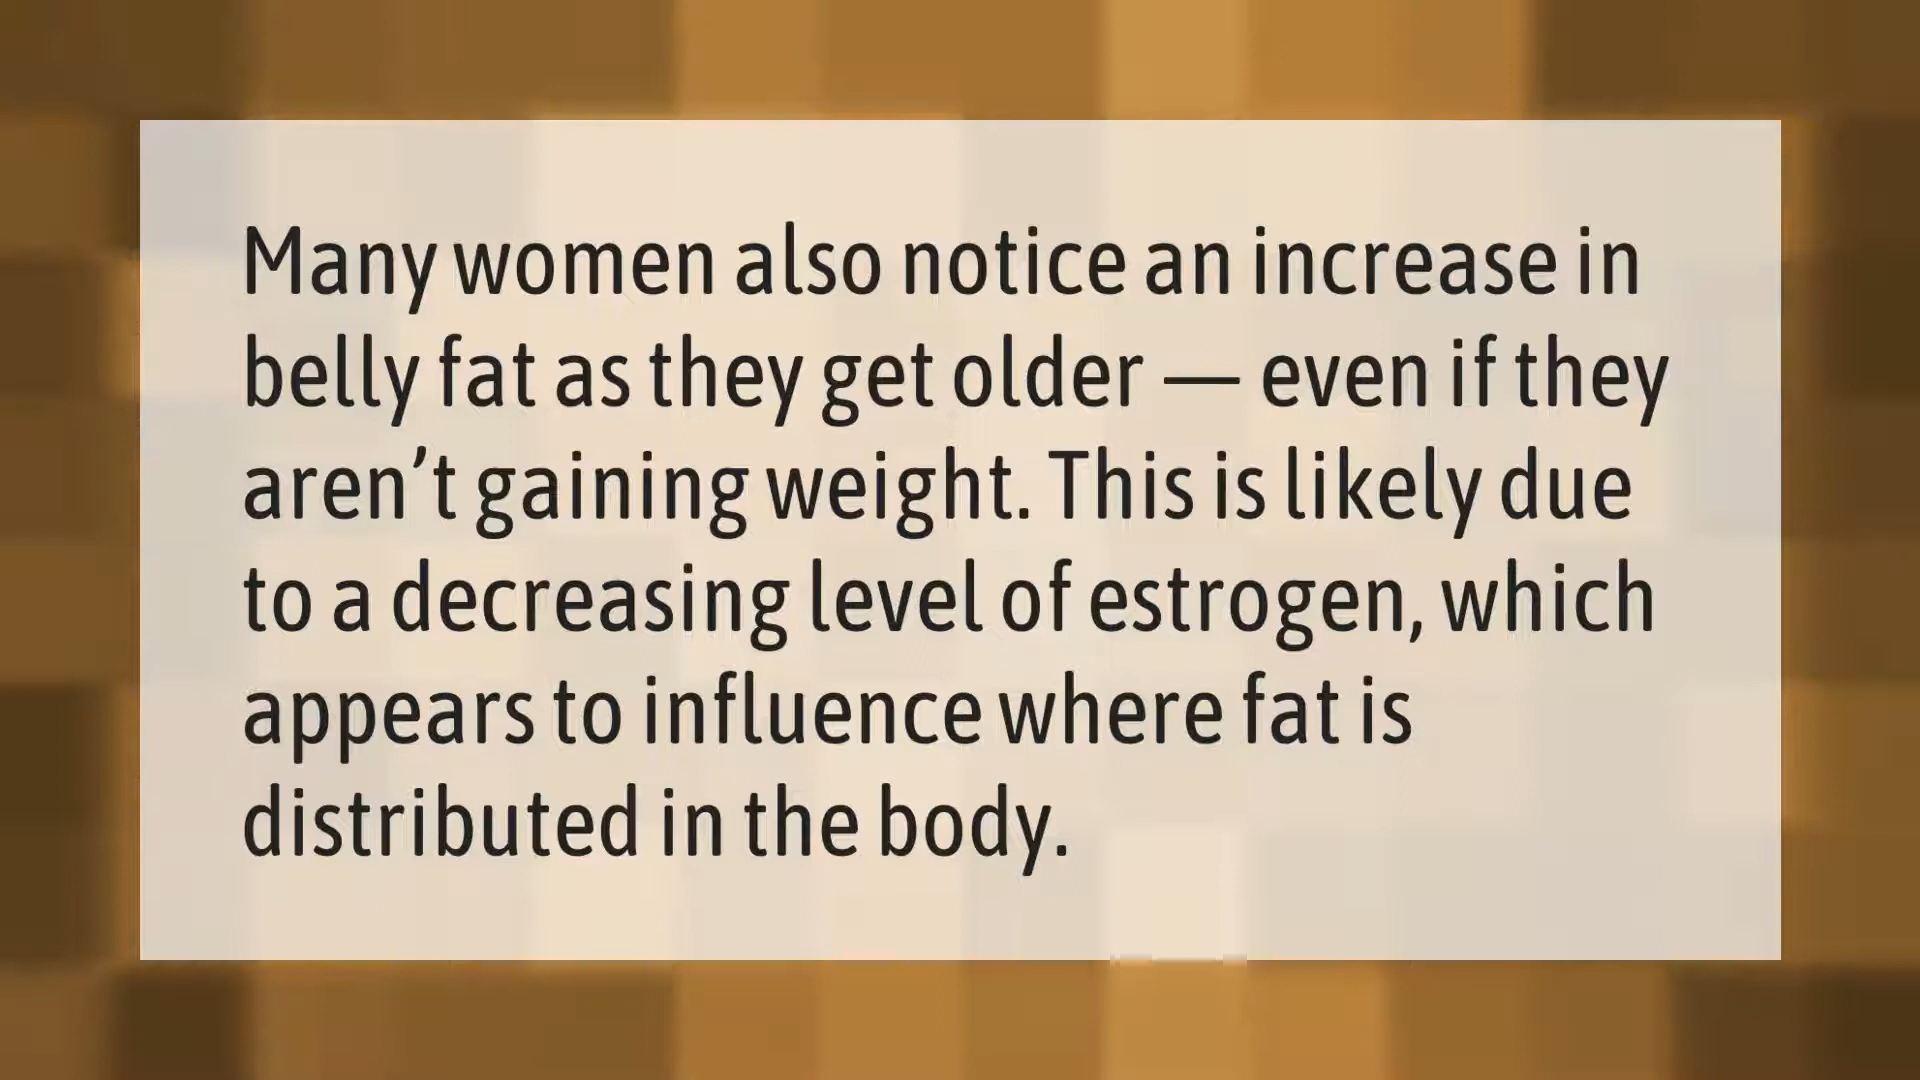 Many women also notice an increase in
belly fat as they get older — even if they
aren’t gaining weight. This is likely due
to a decreasing level of estrogen, which
appears to influence where fat is
distributed in the body.